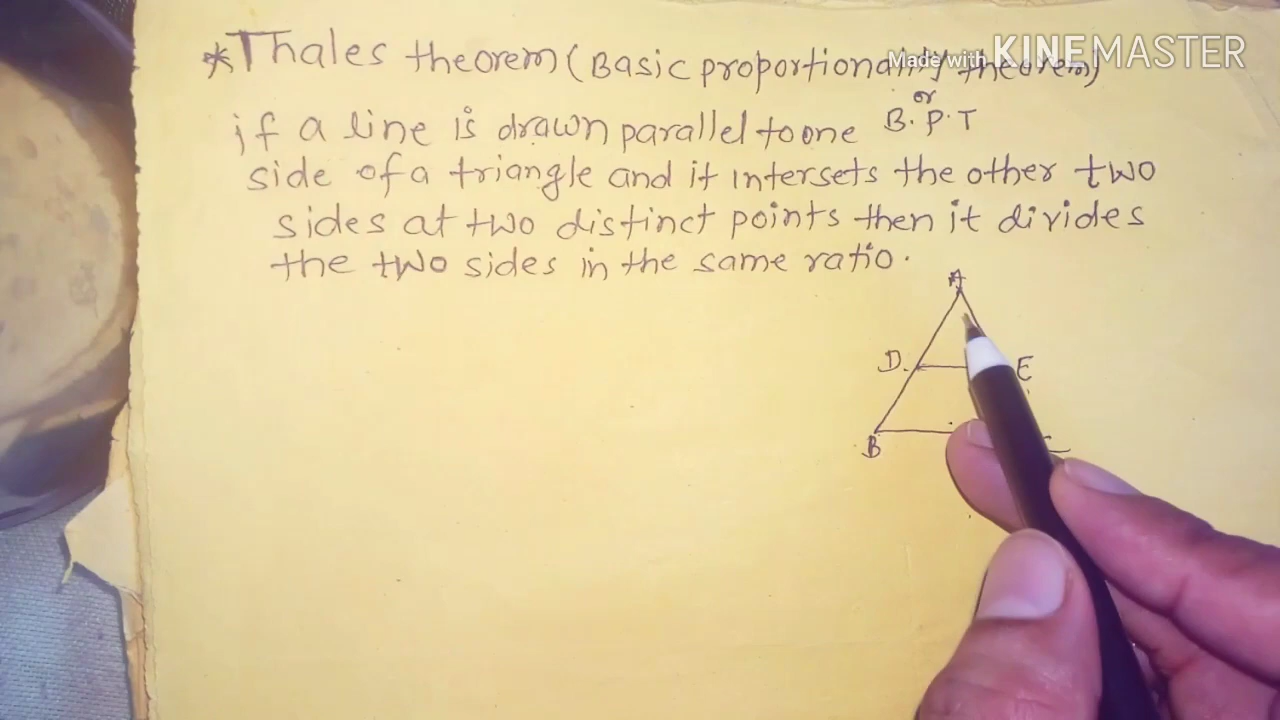 *Thales theorem (Basic proportionality theorem)
Made with KINEMASTER
or
B.P.T
if a line is drawn parallel to one
side of a triangle and it intersets the other two
sides at two distinct points then it divides
the two sides in the same ratio.
A
D. E
B